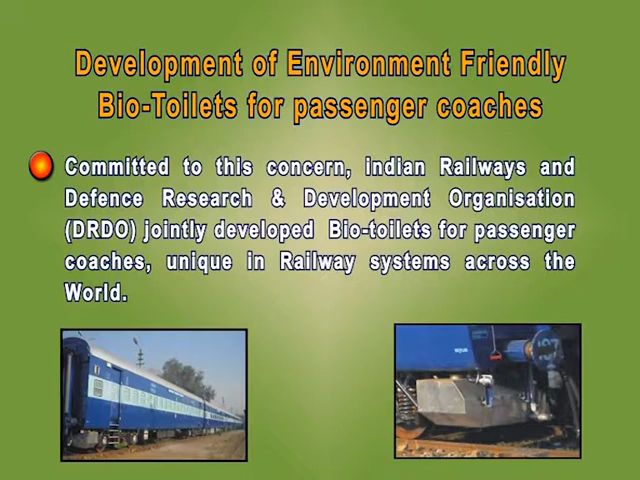 Development of Environment Friendly
Bio-Toilets for passenger coaches
Committed to this concern, indian Railways and
Defence Research & Development Organisation
(DRDO) jointly developed Bio-toilets for passenger
coaches, unique in Railway systems across the
World.